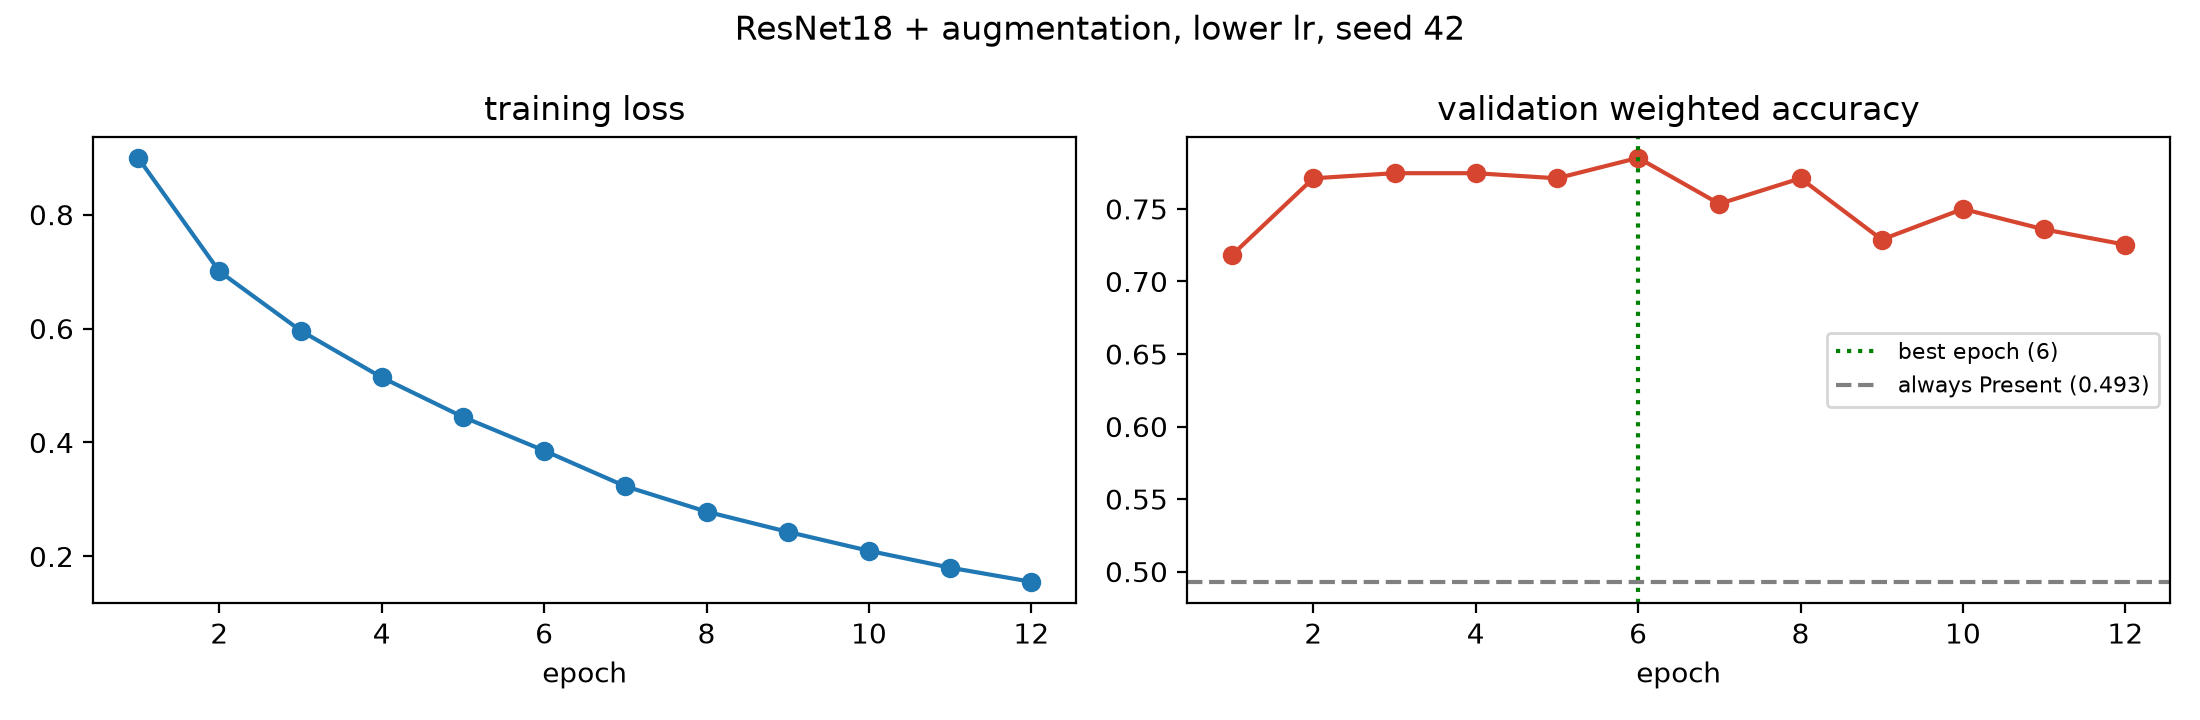 ResNet18 + augmentation, lower lr, seed 42
training loss
0.8
0.6
0.4
0.2
2 4 6 8 10 12
epoch
validation weighted accuracy
0.75
0.70
0.65
0.60
0.55
0.50
best epoch (6)
always Present (0.493)
2 4 6 8 10 12
epoch